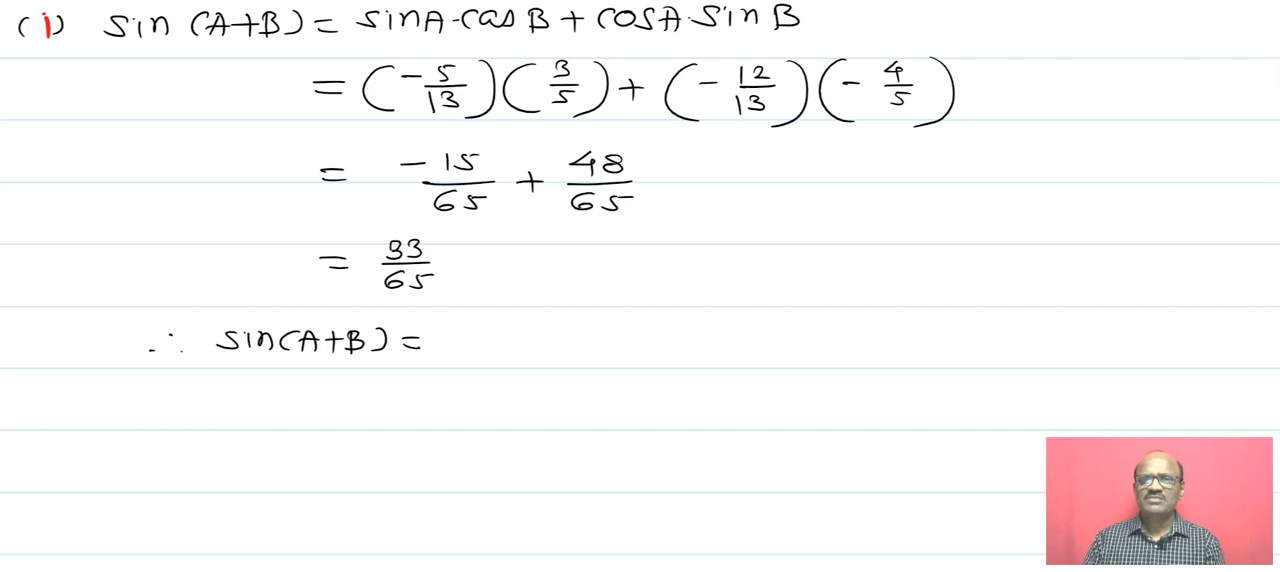 (i) sin (A+B) = sinA·cosB + cosA·sinB
= (-5/13)(3/5) + (-12/13)(-4/5)
= -15/65 + 48/65
= 33/65
∴ sin(A+B) =